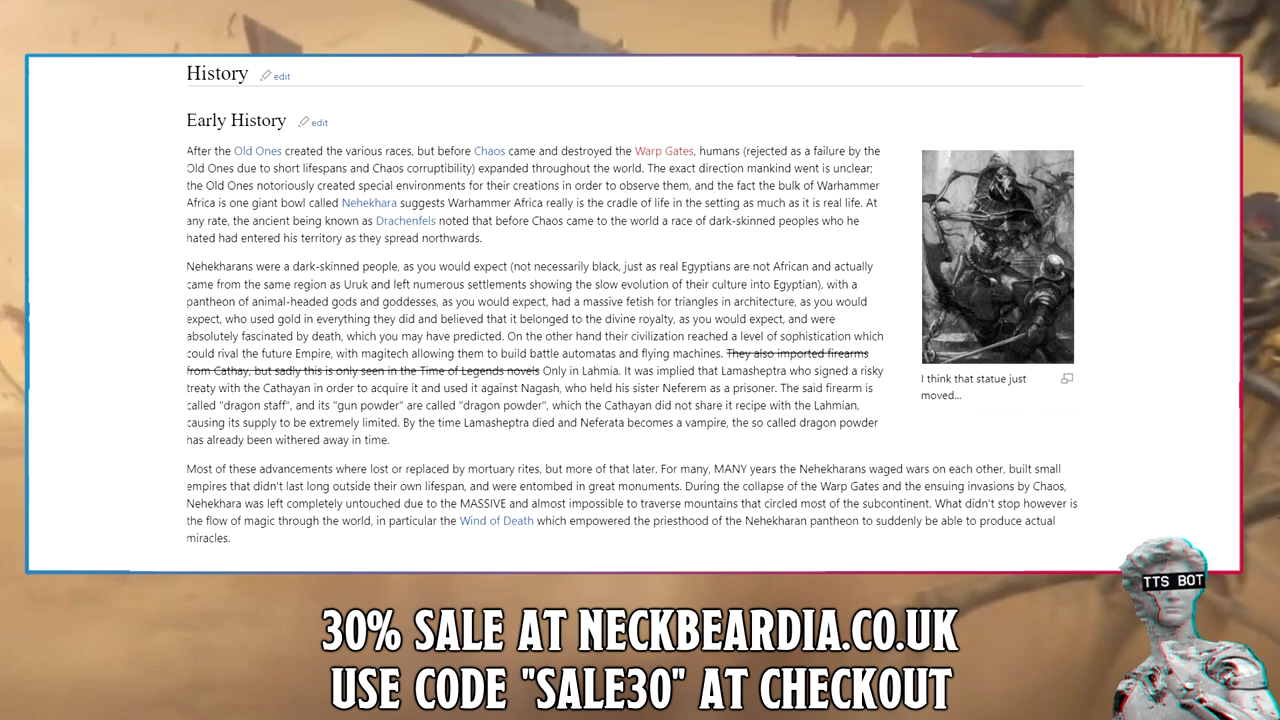 History edit
Early History edit
After the Old Ones created the various races, but before Chaos came and destroyed the Warp Gates, humans (rejected as a failure by the
Old Ones due to short lifespans and Chaos corruptibility) expanded throughout the world. The exact direction mankind went is unclear;
the Old Ones notoriously created special environments for their creations in order to observe them, and the fact the bulk of Warhammer
Africa is one giant bowl called Nehekhara suggests Warhammer Africa really is the cradle of life in the setting as much as it is real life. At
any rate, the ancient being known as Drachenfels noted that before Chaos came to the world a race of dark-skinned peoples who he
hated had entered his territory as they spread northwards.
Nehekharans were a dark-skinned people, as you would expect (not necessarily black, just as real Egyptians are not African and actually
came from the same region as Uruk and left numerous settlements showing the slow evolution of their culture into Egyptian), with a
pantheon of animal-headed gods and goddesses, as you would expect, had a massive fetish for triangles in architecture, as you would
expect, who used gold in everything they did and believed that it belonged to the divine royalty, as you would expect, and were
absolutely fascinated by death, which you may have predicted. On the other hand their civilization reached a level of sophistication which
could rival the future Empire, with magitech allowing them to build battle automatas and flying machines. They also imported firearms
from Cathay, but sadly this is only seen in the Time of Legends novels Only in Lahmia. It was implied that Lamasheptra who signed a risky
treaty with the Cathayan in order to acquire it and used it against Nagash, who held his sister Neferem as a prisoner. The said firearm is
called "dragon staff", and its "gun powder" are called "dragon powder", which the Cathayan did not share it recipe with the Lahmian,
causing its supply to be extremely limited. By the time Lamasheptra died and Neferata becomes a vampire, the so called dragon powder
has already been withered away in time.
I think that statue just
moved...
Most of these advancements where lost or replaced by mortuary rites, but more of that later. For many, MANY years the Nehekharans waged wars on each other, built small
empires that didn't last long outside their own lifespan, and were entombed in great monuments. During the collapse of the Warp Gates and the ensuing invasions by Chaos,
Nehekhara was left completely untouched due to the MASSIVE and almost impossible to traverse mountains that circled most of the subcontinent. What didn't stop however is
the flow of magic through the world, in particular the Wind of Death which empowered the priesthood of the Nehekharan pantheon to suddenly be able to produce actual
miracles.
TTS BOT
30% SALE AT NECKBEARDIA.CO.UK
USE CODE "SALE30" AT CHECKOUT